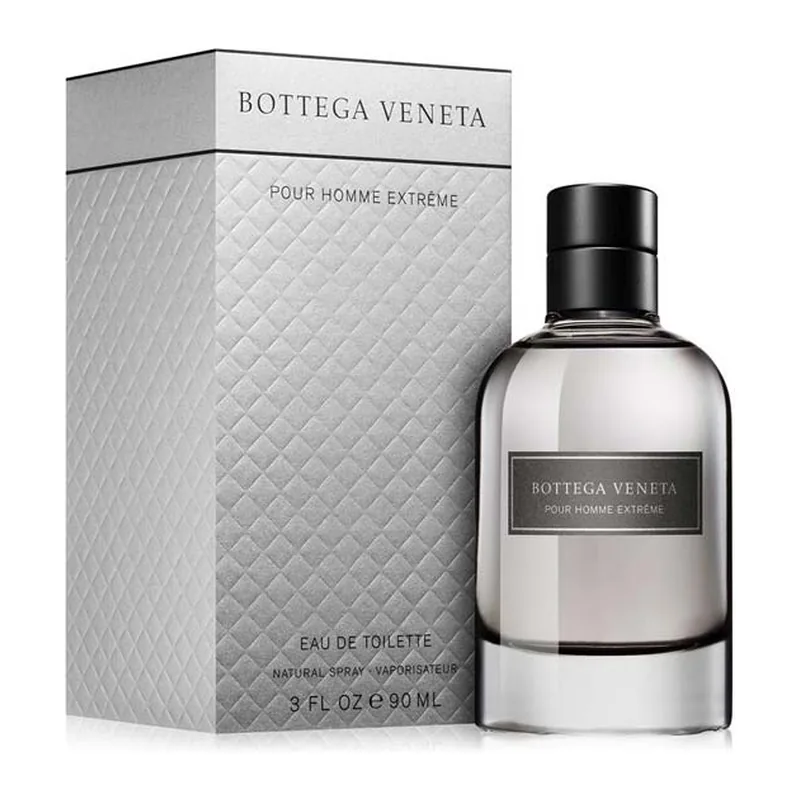 BOTTEGA VENETA
POUR HOMME EXTRÊME
EAU DE TOILETTE
NATURAL SPRAY - VAPORISATEUR
3 FL OZ ℮ 90 ML
BOTTEGA VENETA
POUR HOMME EXTRÊME